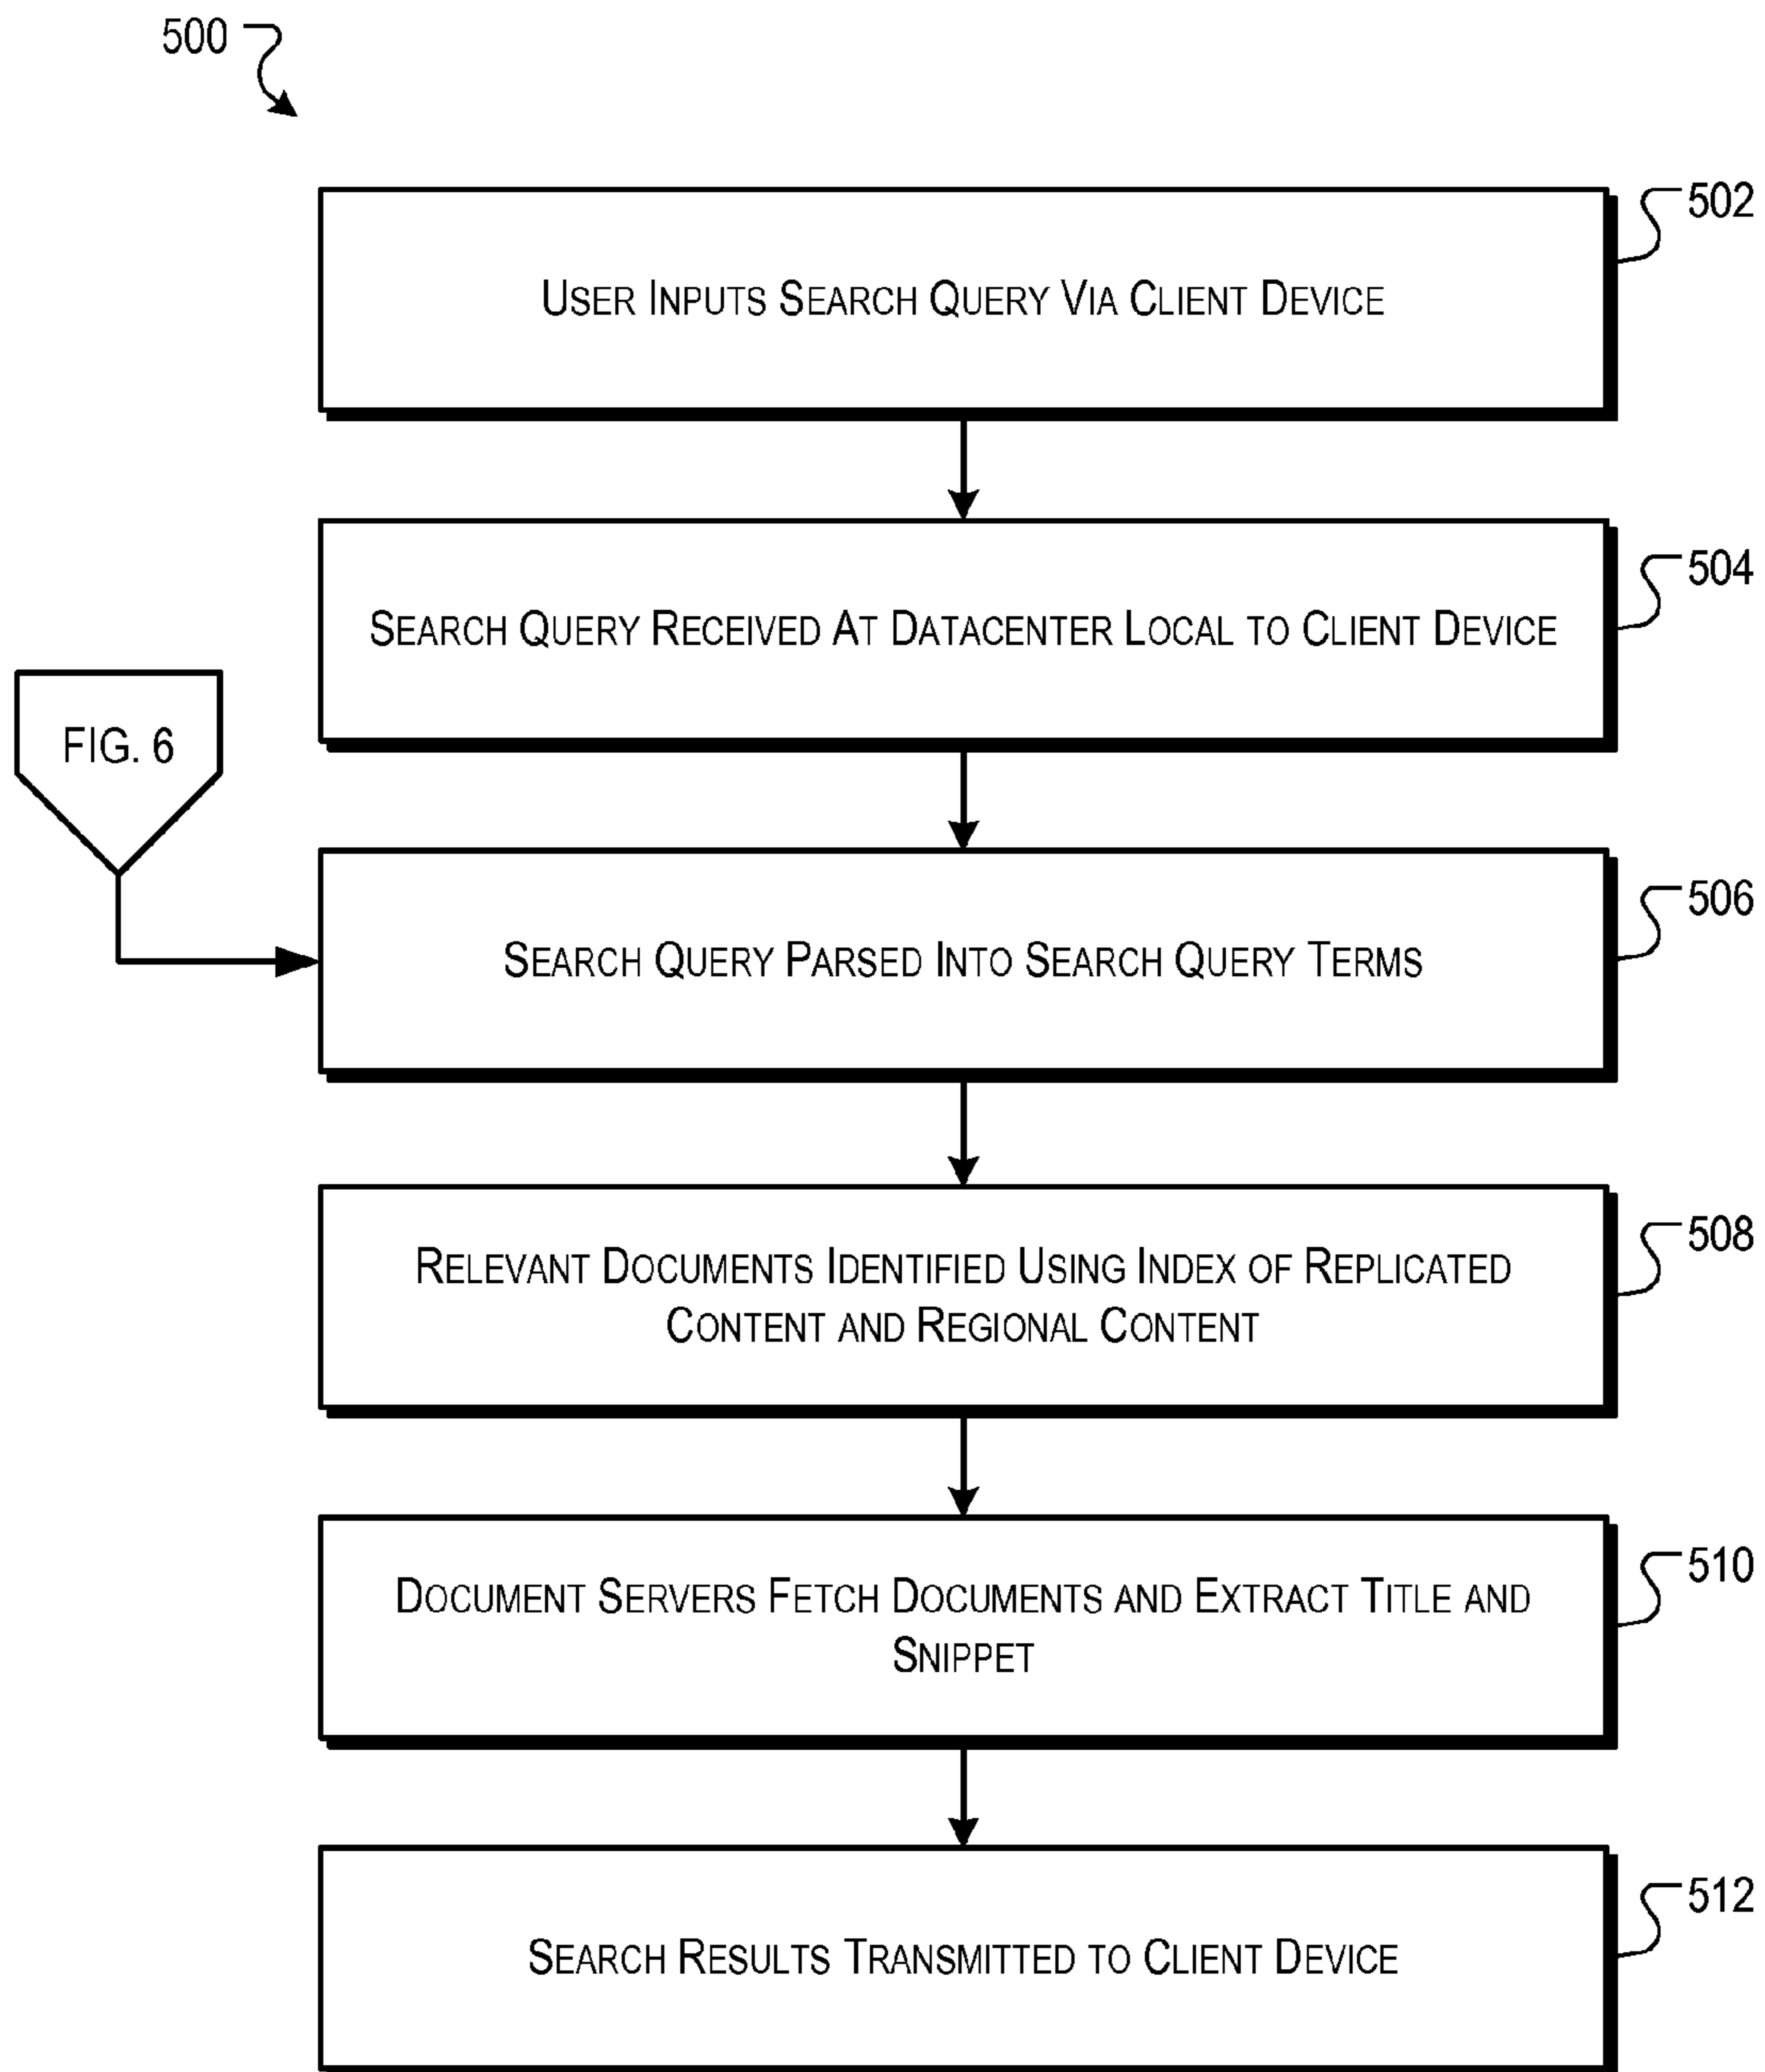 500
502
User Inputs Search Query Via Client Device
504
Search Query Received At Datacenter Local to Client Device
FIG. 6
506
Search Query Parsed Into Search Query Terms
508
Relevant Documents Identified Using Index of Replicated
Content and Regional Content
510
Document Servers Fetch Documents and Extract Title and
Snippet
512
Search Results Transmitted to Client Device